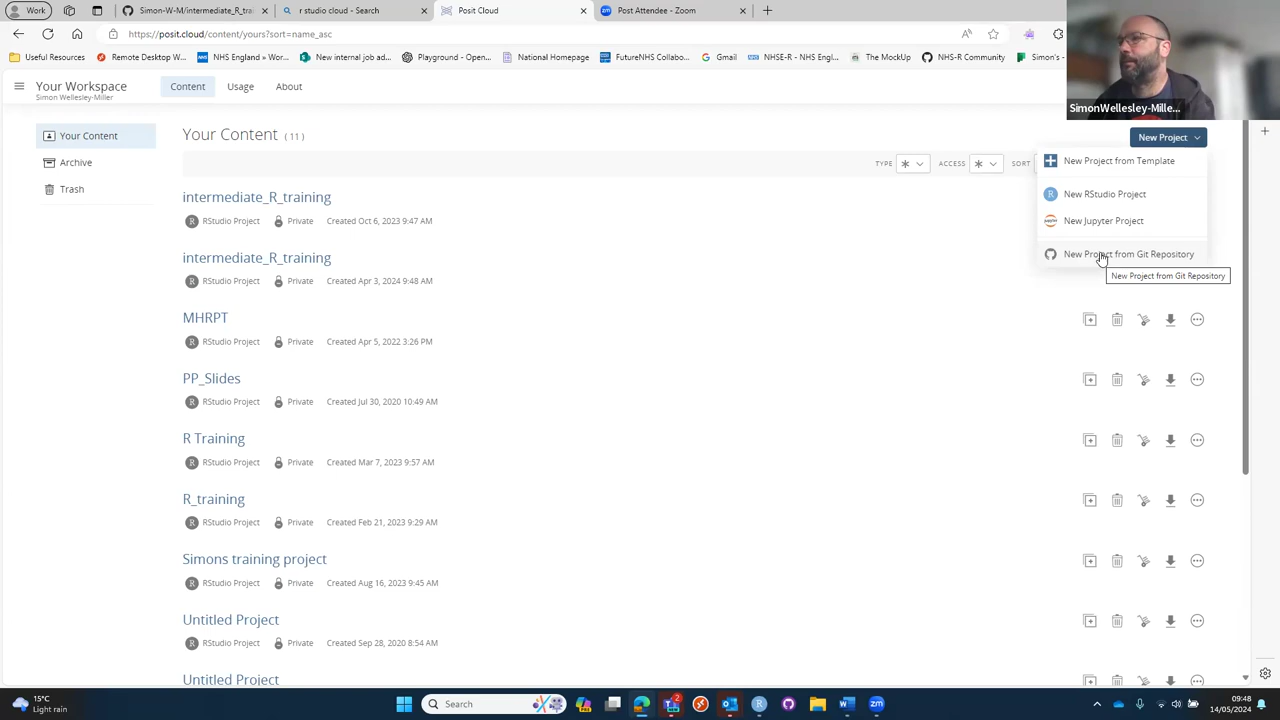 Work
Simon-W-M/Intermediate_R_tra
studio cloud - Search
Posit Cloud
Post Attendee - Zoom
https://posit.cloud/content/yours?sort=name_asc
Useful Resources
Remote Desktop W...
NHS England > Wor...
New internal job ad...
Playground - Open...
FutureNHS Collabo...
Gmail
NHSE-R - NHS Engl...
The MockUp
NHS-R Community
Simon's -
SimonWellesley-Mille...
Your Workspace
Simon Wellesley-Miller
Content
Usage
About
Your Content
Archive
Trash
Your Content (11)
New Project
TYPE
ACCESS
SORT
New Project from Template
New RStudio Project
New Jupyter Project
New Project from Git Repository
New Project from Git Repository
intermediate_R_training
RStudio Project Private Created Oct 6, 2023 9:47 AM
intermediate_R_training
RStudio Project Private Created Apr 3, 2024 9:48 AM
MHRPT
RStudio Project Private Created Apr 5, 2022 3:26 PM
PP_Slides
RStudio Project Private Created Jul 30, 2020 10:49 AM
R Training
RStudio Project Private Created Mar 7, 2023 9:57 AM
R_training
RStudio Project Private Created Feb 21, 2023 9:29 AM
Simons training project
RStudio Project Private Created Aug 16, 2023 9:45 AM
Untitled Project
RStudio Project Private Created Sep 28, 2020 8:54 AM
Untitled Project
15°C
Light rain
Search
2
09:48
14/05/2024